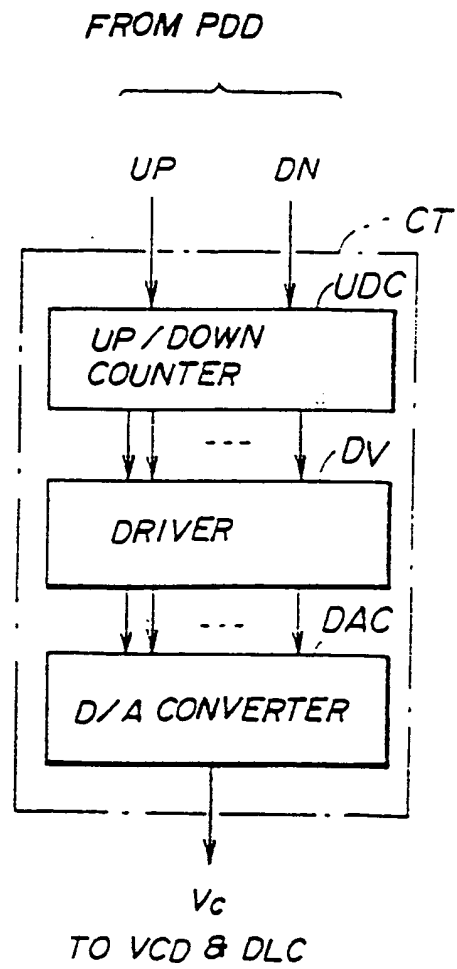 FROM PDD
UP DN
CT
UDC
UP/DOWN
COUNTER
DV
DRIVER
DAC
D/A CONVERTER
Vc
TO VCD & DLC